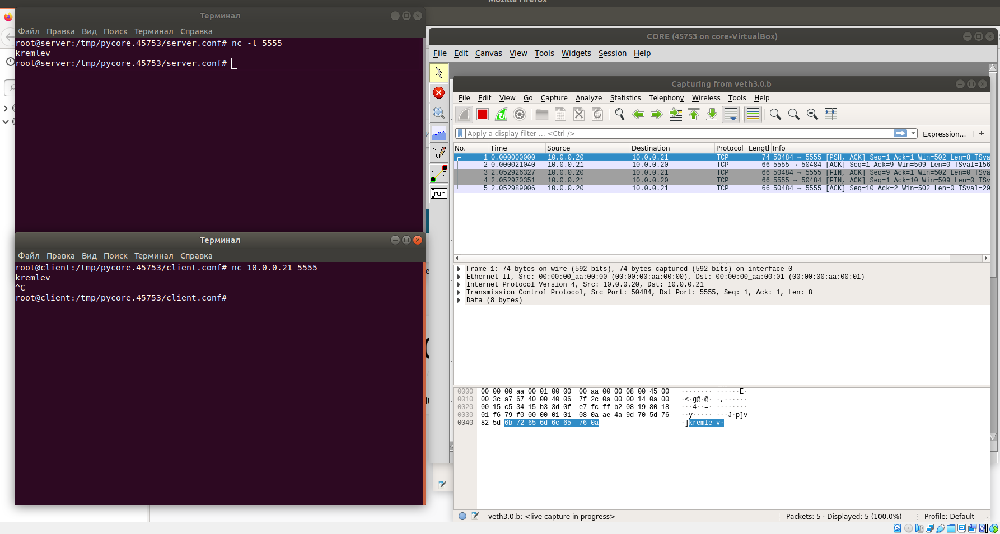 Mozilla Firefox
Терминал
Файл Правка Вид Поиск Терминал Справка
root@server:/tmp/pycore.45753/server.conf# nc -l 5555
kremlev
root@server:/tmp/pycore.45753/server.conf#
Терминал
Файл Правка Вид Поиск Терминал Справка
root@client:/tmp/pycore.45753/client.conf# nc 10.0.0.21 5555
kremlev
^C
root@client:/tmp/pycore.45753/client.conf#
CORE (45753 on core-VirtualBox)
File Edit Canvas View Tools Widgets Session Help
1 2
run
Capturing from veth3.0.b
File Edit View Go Capture Analyze Statistics Telephony Wireless Tools Help
Apply a display filter ... <Ctrl-/> Expression... +
No. Time Source Destination Protocol Length Info
1 0.000000000 10.0.0.20 10.0.0.21 TCP 74 50484 → 5555 [PSH, ACK] Seq=1 Ack=1 Win=502 Len=8 TSva
2 0.000021040 10.0.0.21 10.0.0.20 TCP 66 5555 → 50484 [ACK] Seq=1 Ack=9 Win=509 Len=0 TSval=156
3 2.052926327 10.0.0.20 10.0.0.21 TCP 66 50484 → 5555 [FIN, ACK] Seq=9 Ack=1 Win=502 Len=0 TSv
4 2.052970351 10.0.0.21 10.0.0.20 TCP 66 5555 → 50484 [FIN, ACK] Seq=1 Ack=10 Win=509 Len=0 TS
5 2.052989006 10.0.0.20 10.0.0.21 TCP 66 50484 → 5555 [ACK] Seq=10 Ack=2 Win=502 Len=0 TSval=29
Frame 1: 74 bytes on wire (592 bits), 74 bytes captured (592 bits) on interface 0
Ethernet II, Src: 00:00:00_aa:00:00 (00:00:00:aa:00:00), Dst: 00:00:00_aa:00:01 (00:00:00:aa:00:01)
Internet Protocol Version 4, Src: 10.0.0.20, Dst: 10.0.0.21
Transmission Control Protocol, Src Port: 50484, Dst Port: 5555, Seq: 1, Ack: 1, Len: 8
Data (8 bytes)
0000 00 00 00 aa 00 01 00 00 00 aa 00 00 08 00 45 00 ········ ······E·
0010 00 3c a7 67 40 00 40 06 7f 2c 0a 00 00 14 0a 00 ·<·g@·@· ·,······
0020 00 15 c5 34 15 b3 3d 0f e7 fc ff b2 08 19 80 18 ···4··=· ········
0030 01 f6 79 f0 00 00 01 01 08 0a ae 4a 9d 70 5d 76 ··y····· ···J·p]v
0040 82 5d 6b 72 65 6d 6c 65 76 0a ·]kremle v·
veth3.0.b: <live capture in progress> Packets: 5 · Displayed: 5 (100.0%) Profile: Default